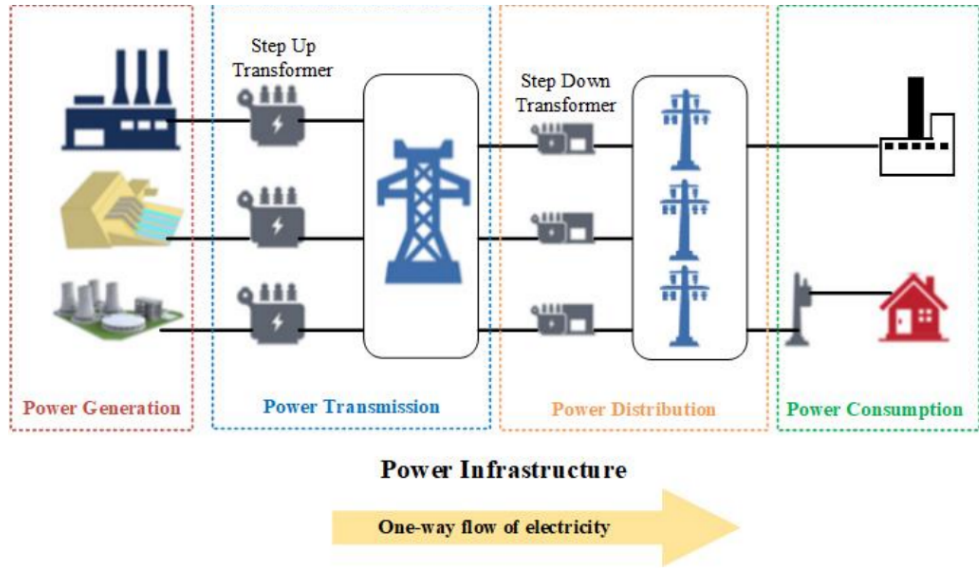 Step Up
Transformer
Step Down
Transformer
Power Generation
Power Transmission
Power Distribution
Power Consumption
Power Infrastructure
One-way flow of electricity